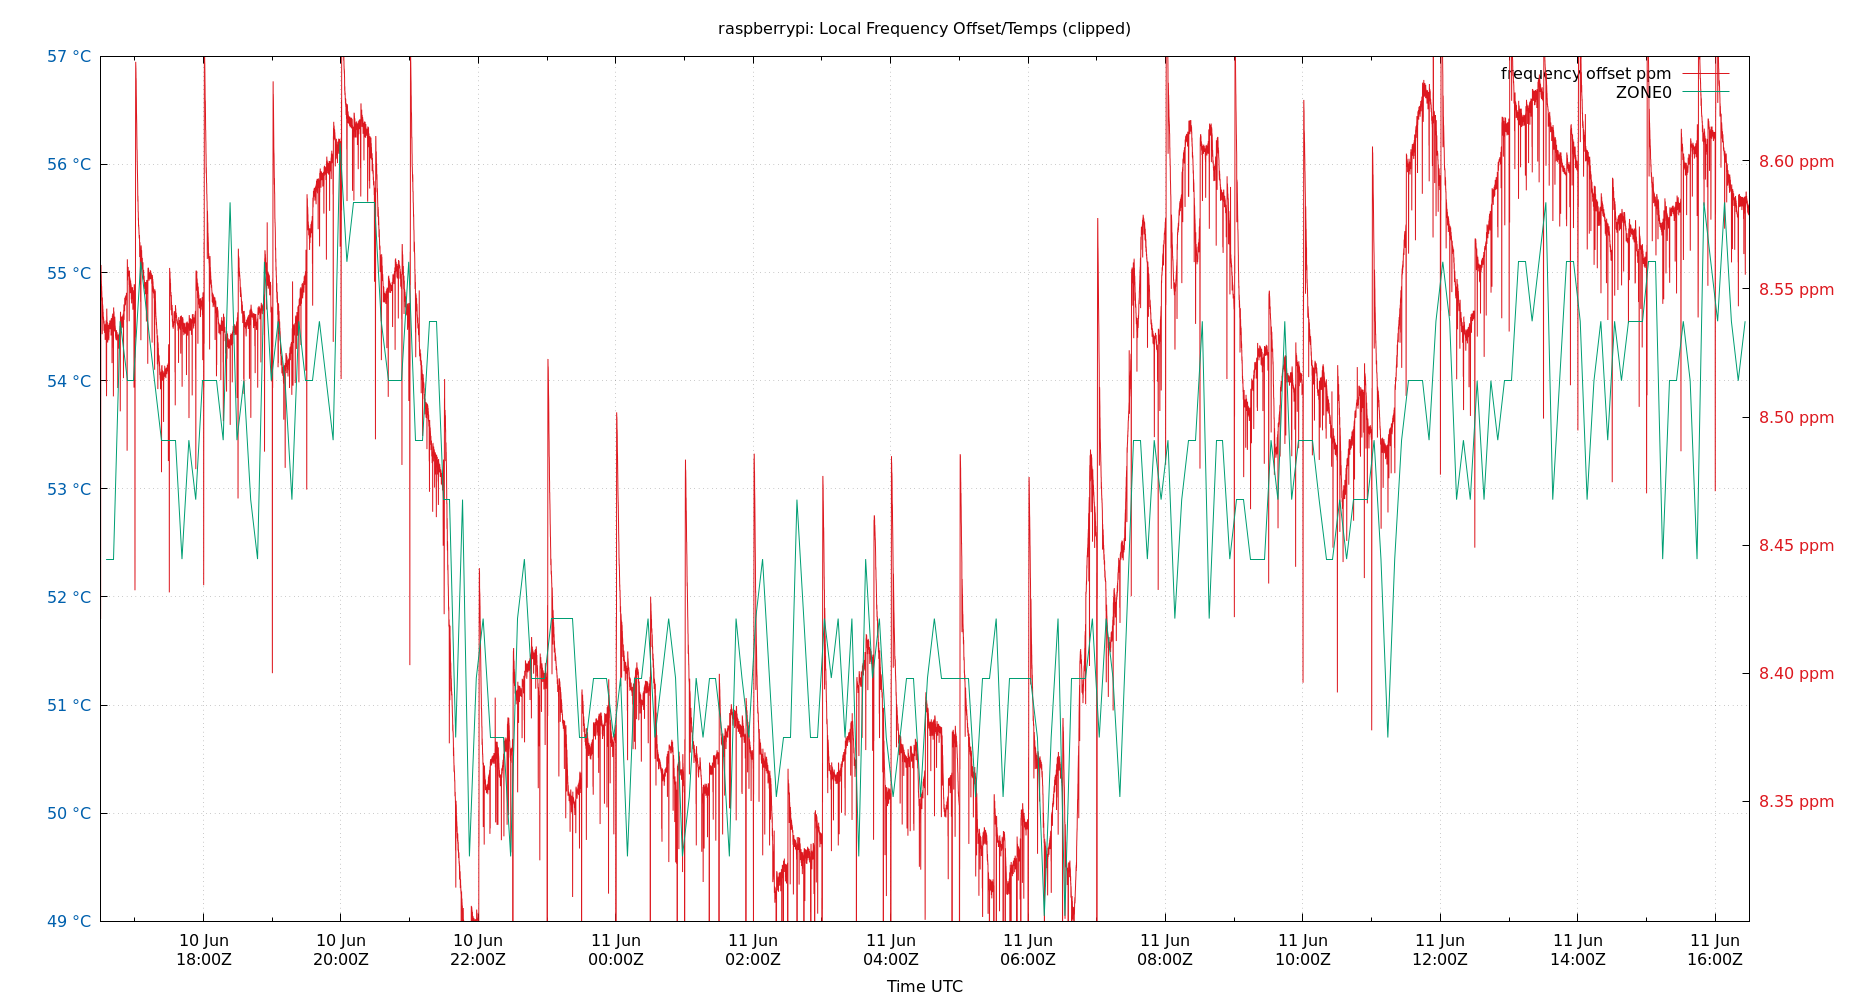 raspberrypi: Local Frequency Offset/Temps (clipped)
frequency offset ppm
ZONE0
57 °C
56 °C
55 °C
54 °C
53 °C
52 °C
51 °C
50 °C
49 °C
8.60 ppm
8.55 ppm
8.50 ppm
8.45 ppm
8.40 ppm
8.35 ppm
10 Jun 10 Jun 10 Jun 11 Jun 11 Jun 11 Jun 11 Jun 11 Jun 11 Jun 11 Jun 11 Jun 11 Jun
18:00Z 20:00Z 22:00Z 00:00Z 02:00Z 04:00Z 06:00Z 08:00Z 10:00Z 12:00Z 14:00Z 16:00Z
Time UTC